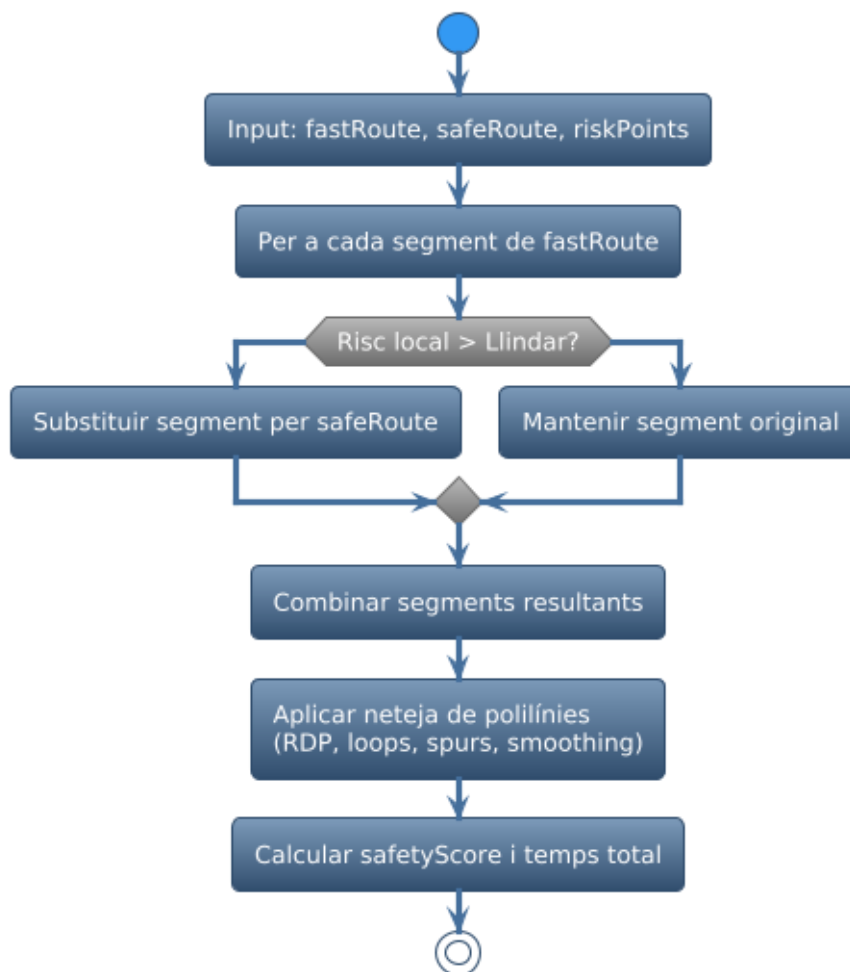 Input: fastRoute, safeRoute, riskPoints
Per a cada segment de fastRoute
Risc local > Llindar?
Substituir segment per safeRoute
Mantenir segment original
Combinar segments resultants
Aplicar neteja de polilínies
(RDP, loops, spurs, smoothing)
Calcular safetyScore i temps total